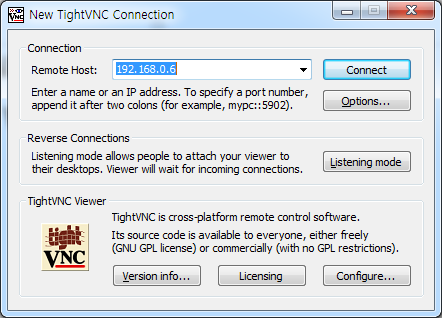 New TightVNC Connection
Connection
Remote Host: 192.168.0.6 Connect
Enter a name or an IP address. To specify a port number,
append it after two colons (for example, mypc::5902).
Options...
Reverse Connections
Listening mode allows people to attach your viewer to
their desktops. Viewer will wait for incoming connections.
Listening mode
TightVNC Viewer
TightVNC is cross-platform remote control software.
Its source code is available to everyone, either freely
(GNU GPL license) or commercially (with no GPL restrictions).
tight
VNC
Version info... Licensing Configure...